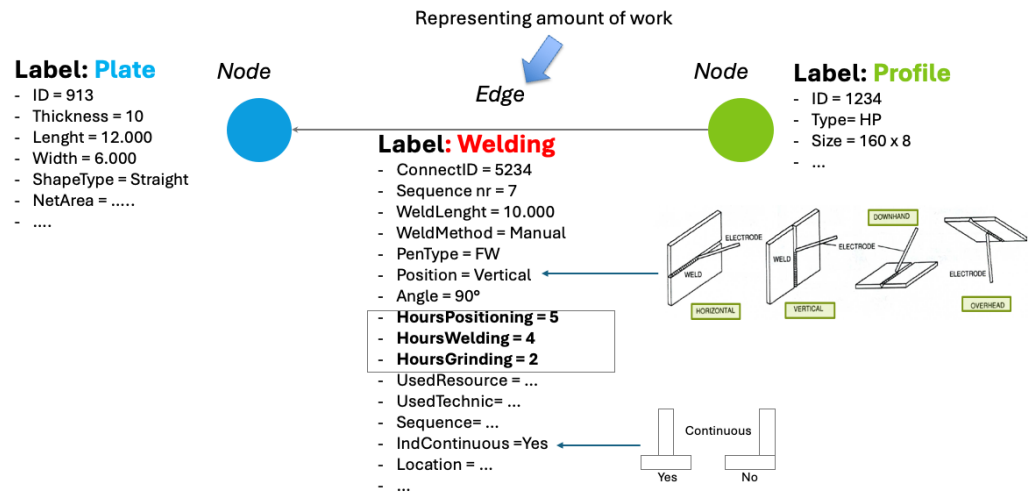 Representing amount of work
Label: Plate
- ID = 913
- Thickness = 10
- Lenght = 12.000
- Width = 6.000
- ShapeType = Straight
- NetArea = .....
- ....
Node
Edge
Node
Label: Profile
- ID = 1234
- Type= HP
- Size = 160 x 8
- ...
Label: Welding
- ConnectID = 5234
- Sequence nr = 7
- WeldLenght = 10.000
- WeldMethod = Manual
- PenType = FW
- Position = Vertical
- Angle = 90º
- HoursPositioning = 5
- HoursWelding = 4
- HoursGrinding = 2
- UsedResource = ...
- UsedTechnic= ...
- Sequence= ...
- IndContinuous =Yes
- Location = ...
- ...
ELECTRODE
WELD
HORIZONTAL
WELD
ELECTRODE
VERTICAL
DOWNHAND
ELECTRODE
OVERHEAD
Continuous
Yes
No